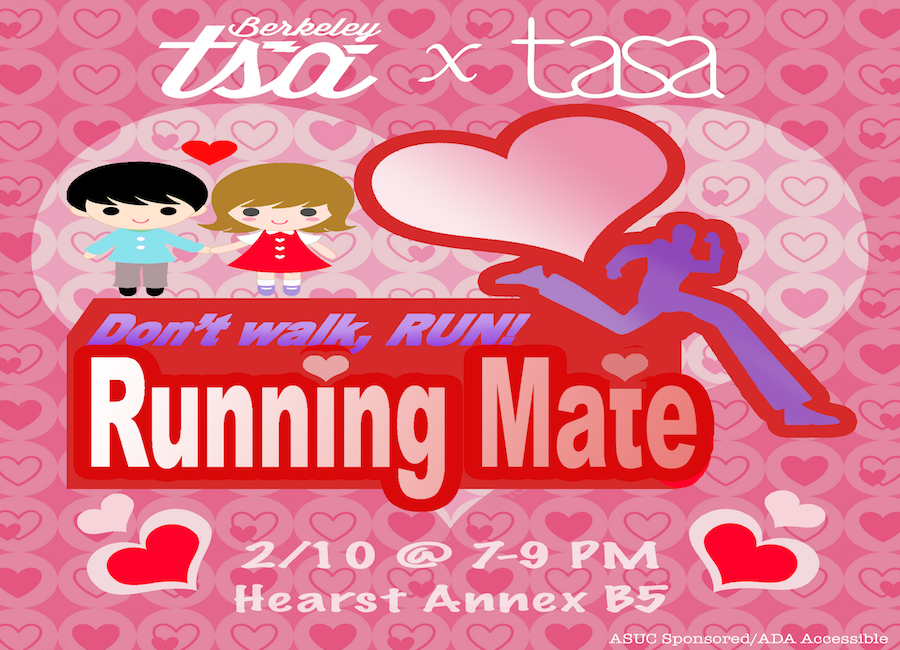 Berkeley
tsa x tasa
Don't walk, RUN!
Running Mate
2/10 @ 7-9 PM
Hearst Annex B5
ASUC Sponsored/ADA Accessible